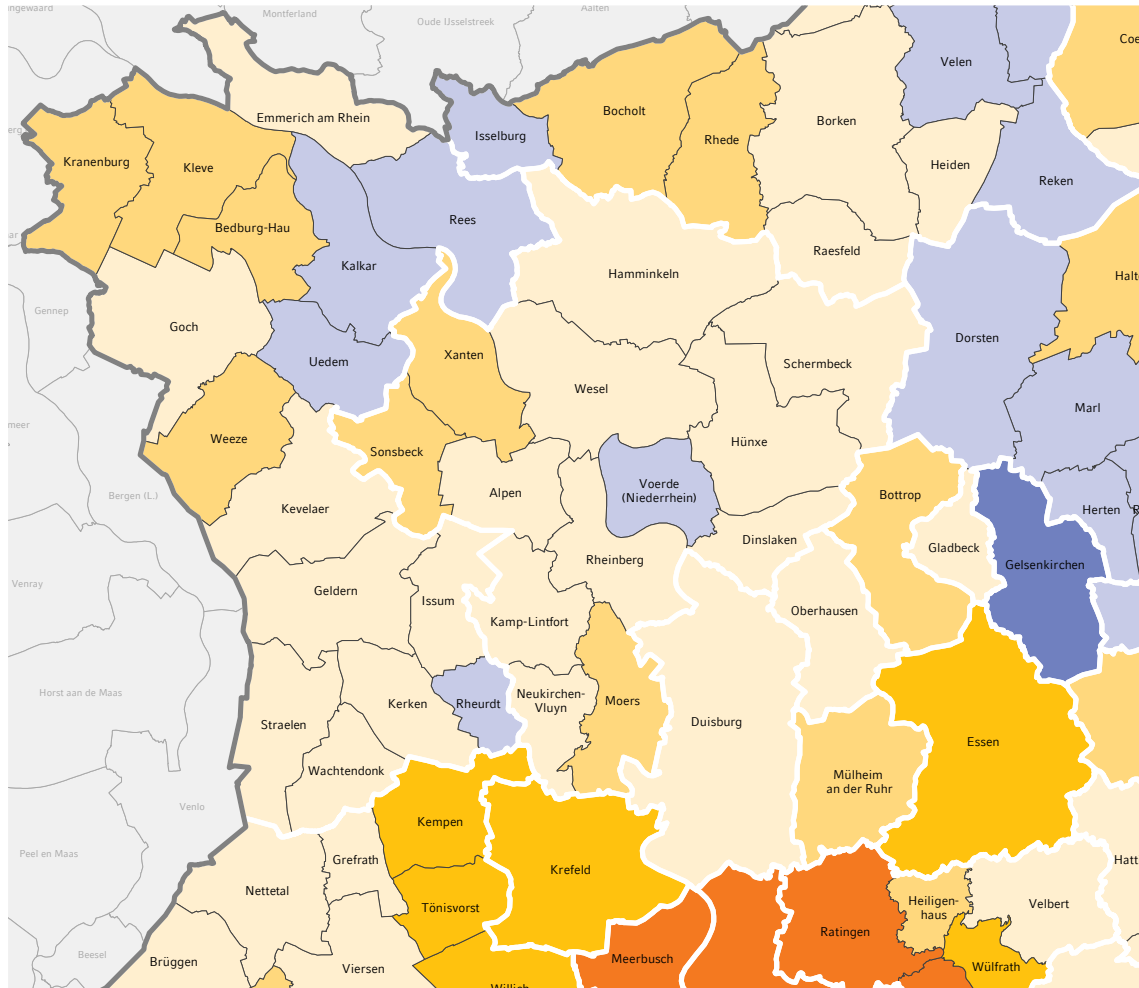 ngewaard
Montferland
Oude IJsselstreek
Aalten
Coe
Velen
Bocholt
Emmerich am Rhein
Borken
Isselburg
Rhede
Kranenburg
Kleve
Heiden
Reken
Rees
Bedburg-Hau
Raesfeld
Kalkar
Hamminkeln
Halte
Gennep
Goch
Dorsten
Xanten
Uedem
Schermbeck
Wesel
Marl
meer
Weeze
Hünxe
Sonsbeck
Voerde
(Niederrhein)
Alpen
Bergen (L.)
Bottrop
Kevelaer
Herten
R
Dinslaken
Gladbeck
Rheinberg
Gelsenkirchen
Venray
Geldern
Issum
Oberhausen
Kamp-Lintfort
Horst aan de Maas
Neukirchen-
Vluyn
Kerken
Rheurdt
Moers
Straelen
Duisburg
Essen
Wachtendonk
Mülheim
an der Ruhr
Venlo
Kempen
Peel en Maas
Grefrath
Hatt
Krefeld
Nettetal
Heiligen-
haus
Velbert
Tönisvorst
Ratingen
Beesel
Brüggen
Viersen
Meerbusch
Wülfrath
Willich